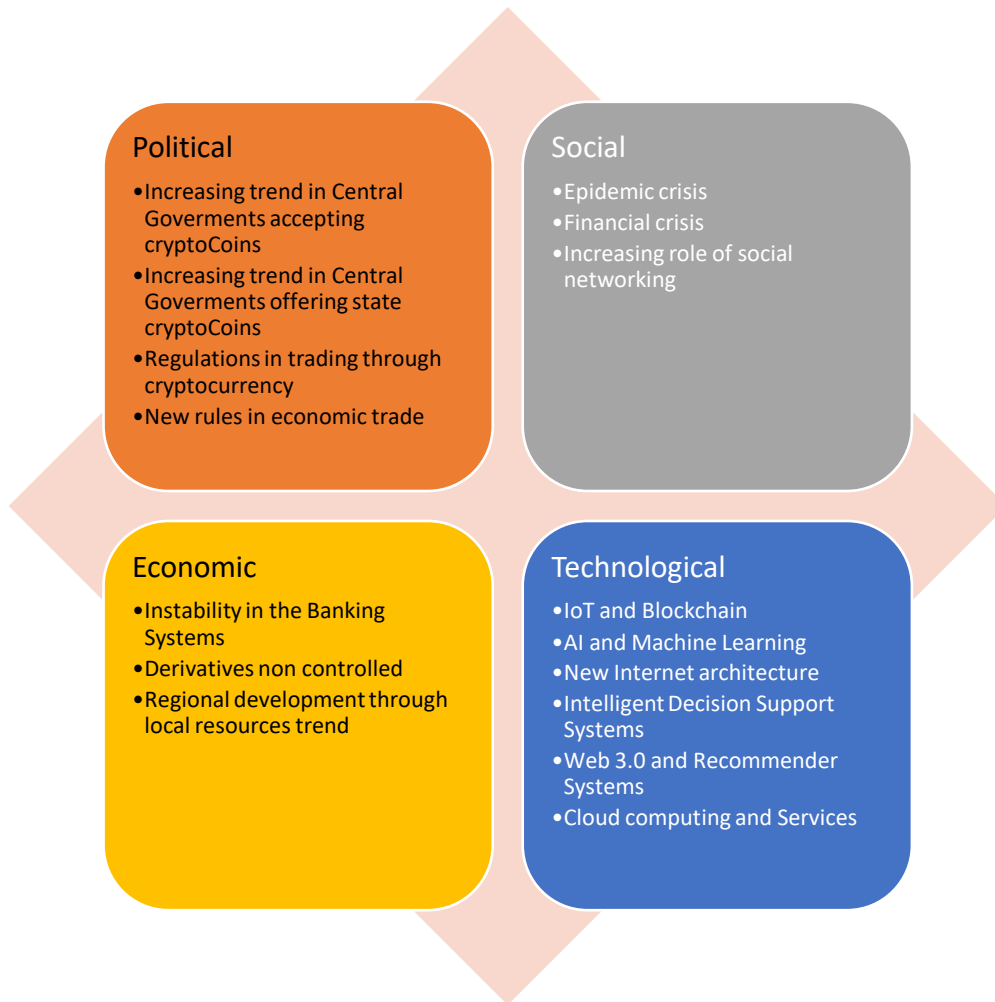 Political
•Increasing trend in Central
Goverments accepting
cryptoCoins
•Increasing trend in Central
Goverments offering state
cryptoCoins
•Regulations in trading through
cryptocurrency
•New rules in economic trade
Social
•Epidemic crisis
•Financial crisis
•Increasing role of social
networking
Economic
•Instability in the Banking
Systems
•Derivatives non controlled
•Regional development through
local resources trend
Technological
•IoT and Blockchain
•AI and Machine Learning
•New Internet architecture
•Intelligent Decision Support
Systems
•Web 3.0 and Recommender
Systems
•Cloud computing and Services